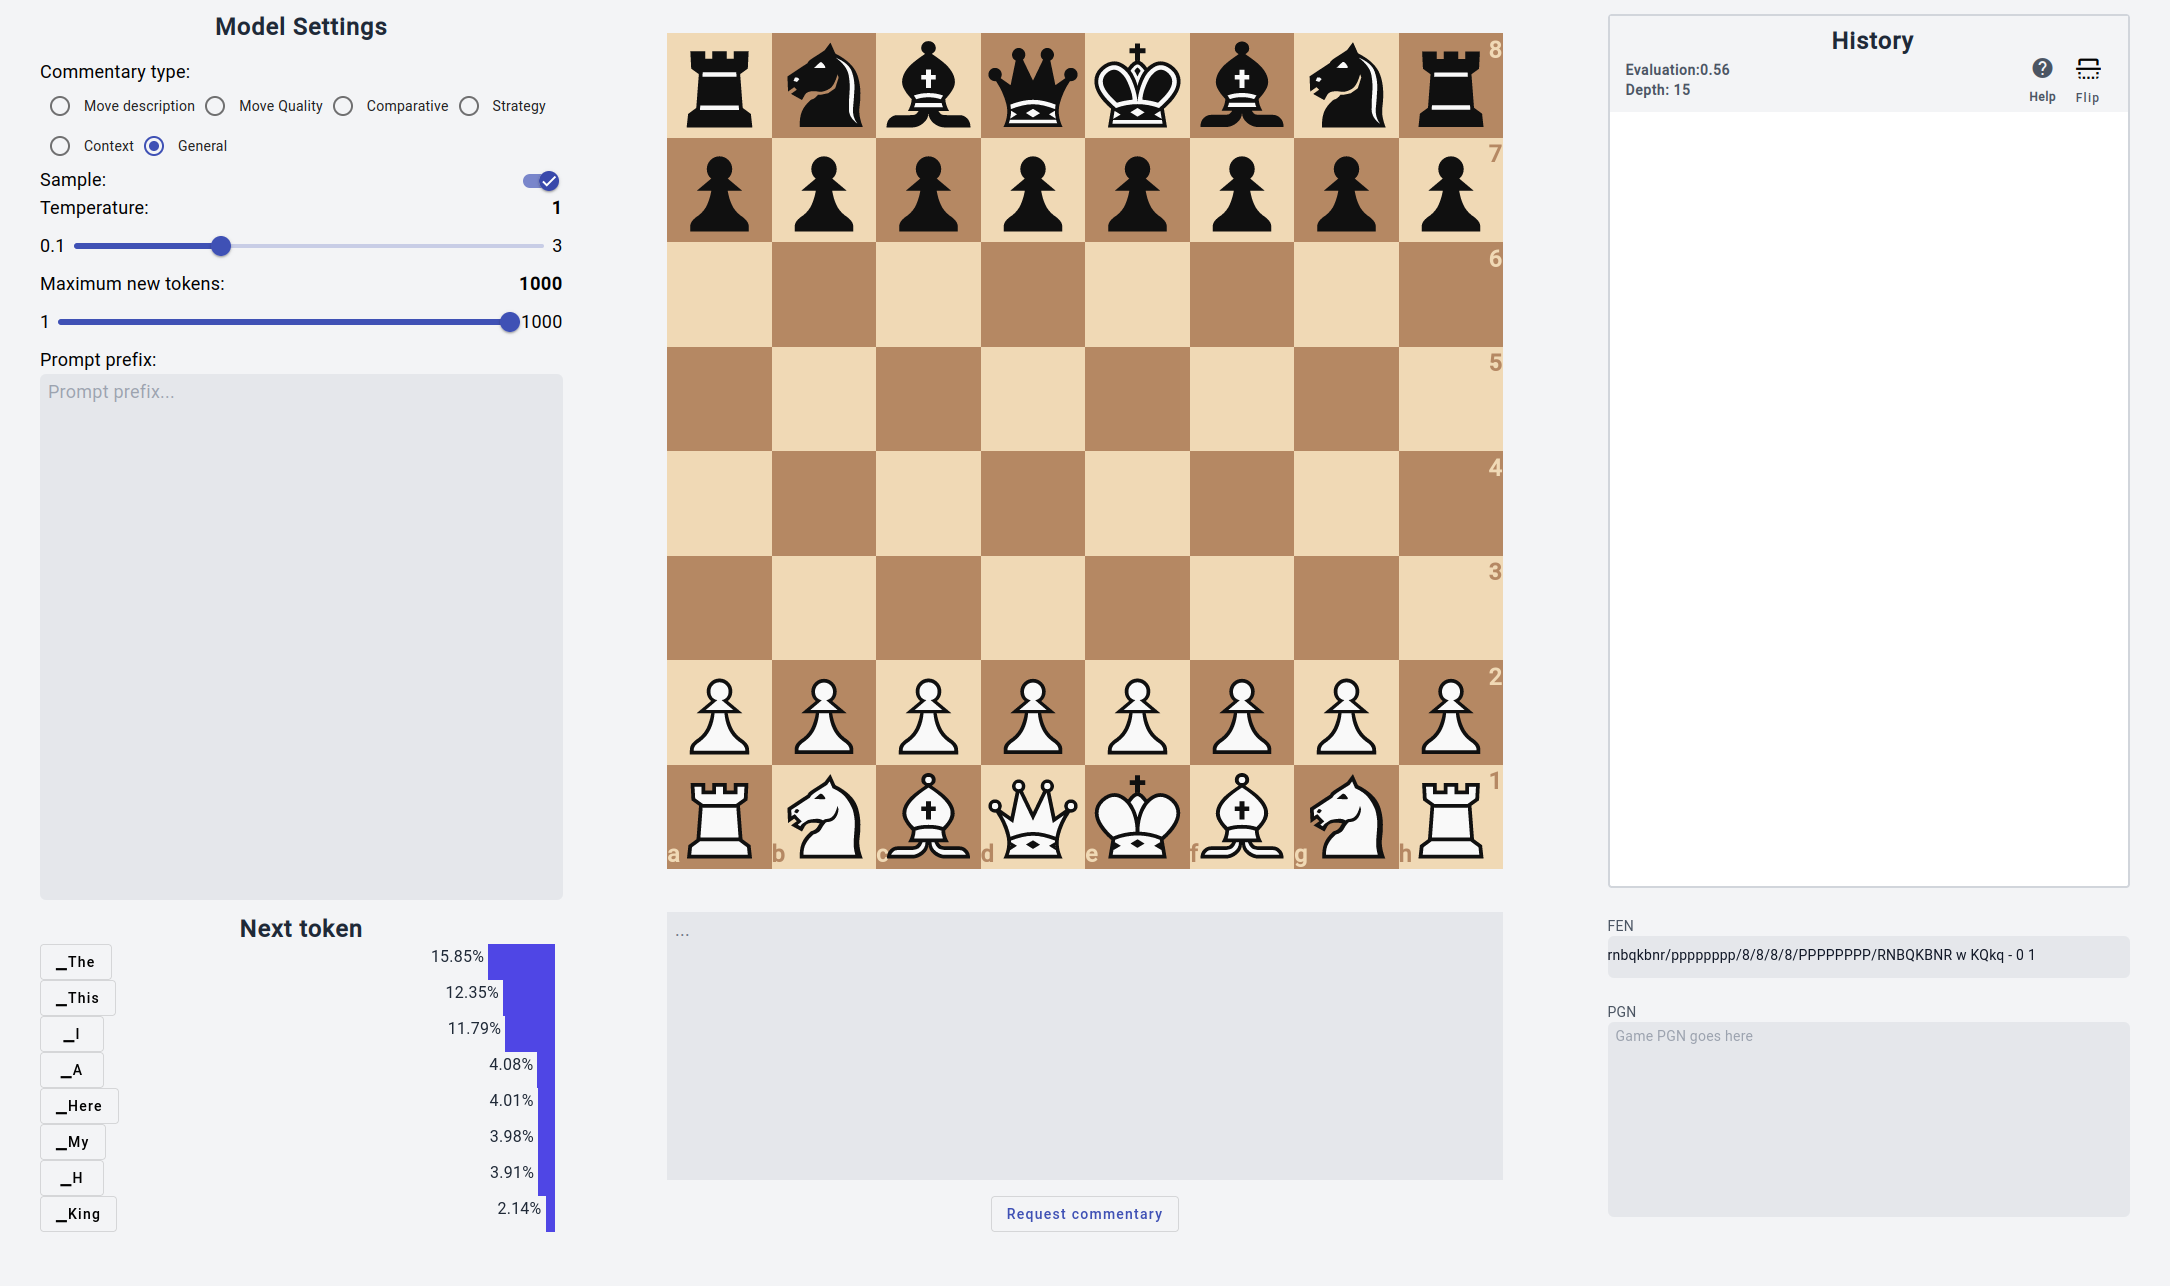 Model Settings
Commentary type:
Move description Move Quality Comparative Strategy
Context General
Sample:
Temperature: 1
0.1 3
Maximum new tokens: 1000
1 1000
Prompt prefix:
Prompt prefix...
Next token
_The 15.85%
_This 12.35%
_I 11.79%
_A 4.08%
_Here 4.01%
_My 3.98%
_H 3.91%
_King 2.14%
8
7
6
5
4
3
2
1
a b c d e f g h
...
Request commentary
History
Evaluation:0.56
Depth: 15
Help Flip
FEN
rnbqkbnr/pppppppp/8/8/8/8/PPPPPPPP/RNBQKBNR w KQkq - 0 1
PGN
Game PGN goes here